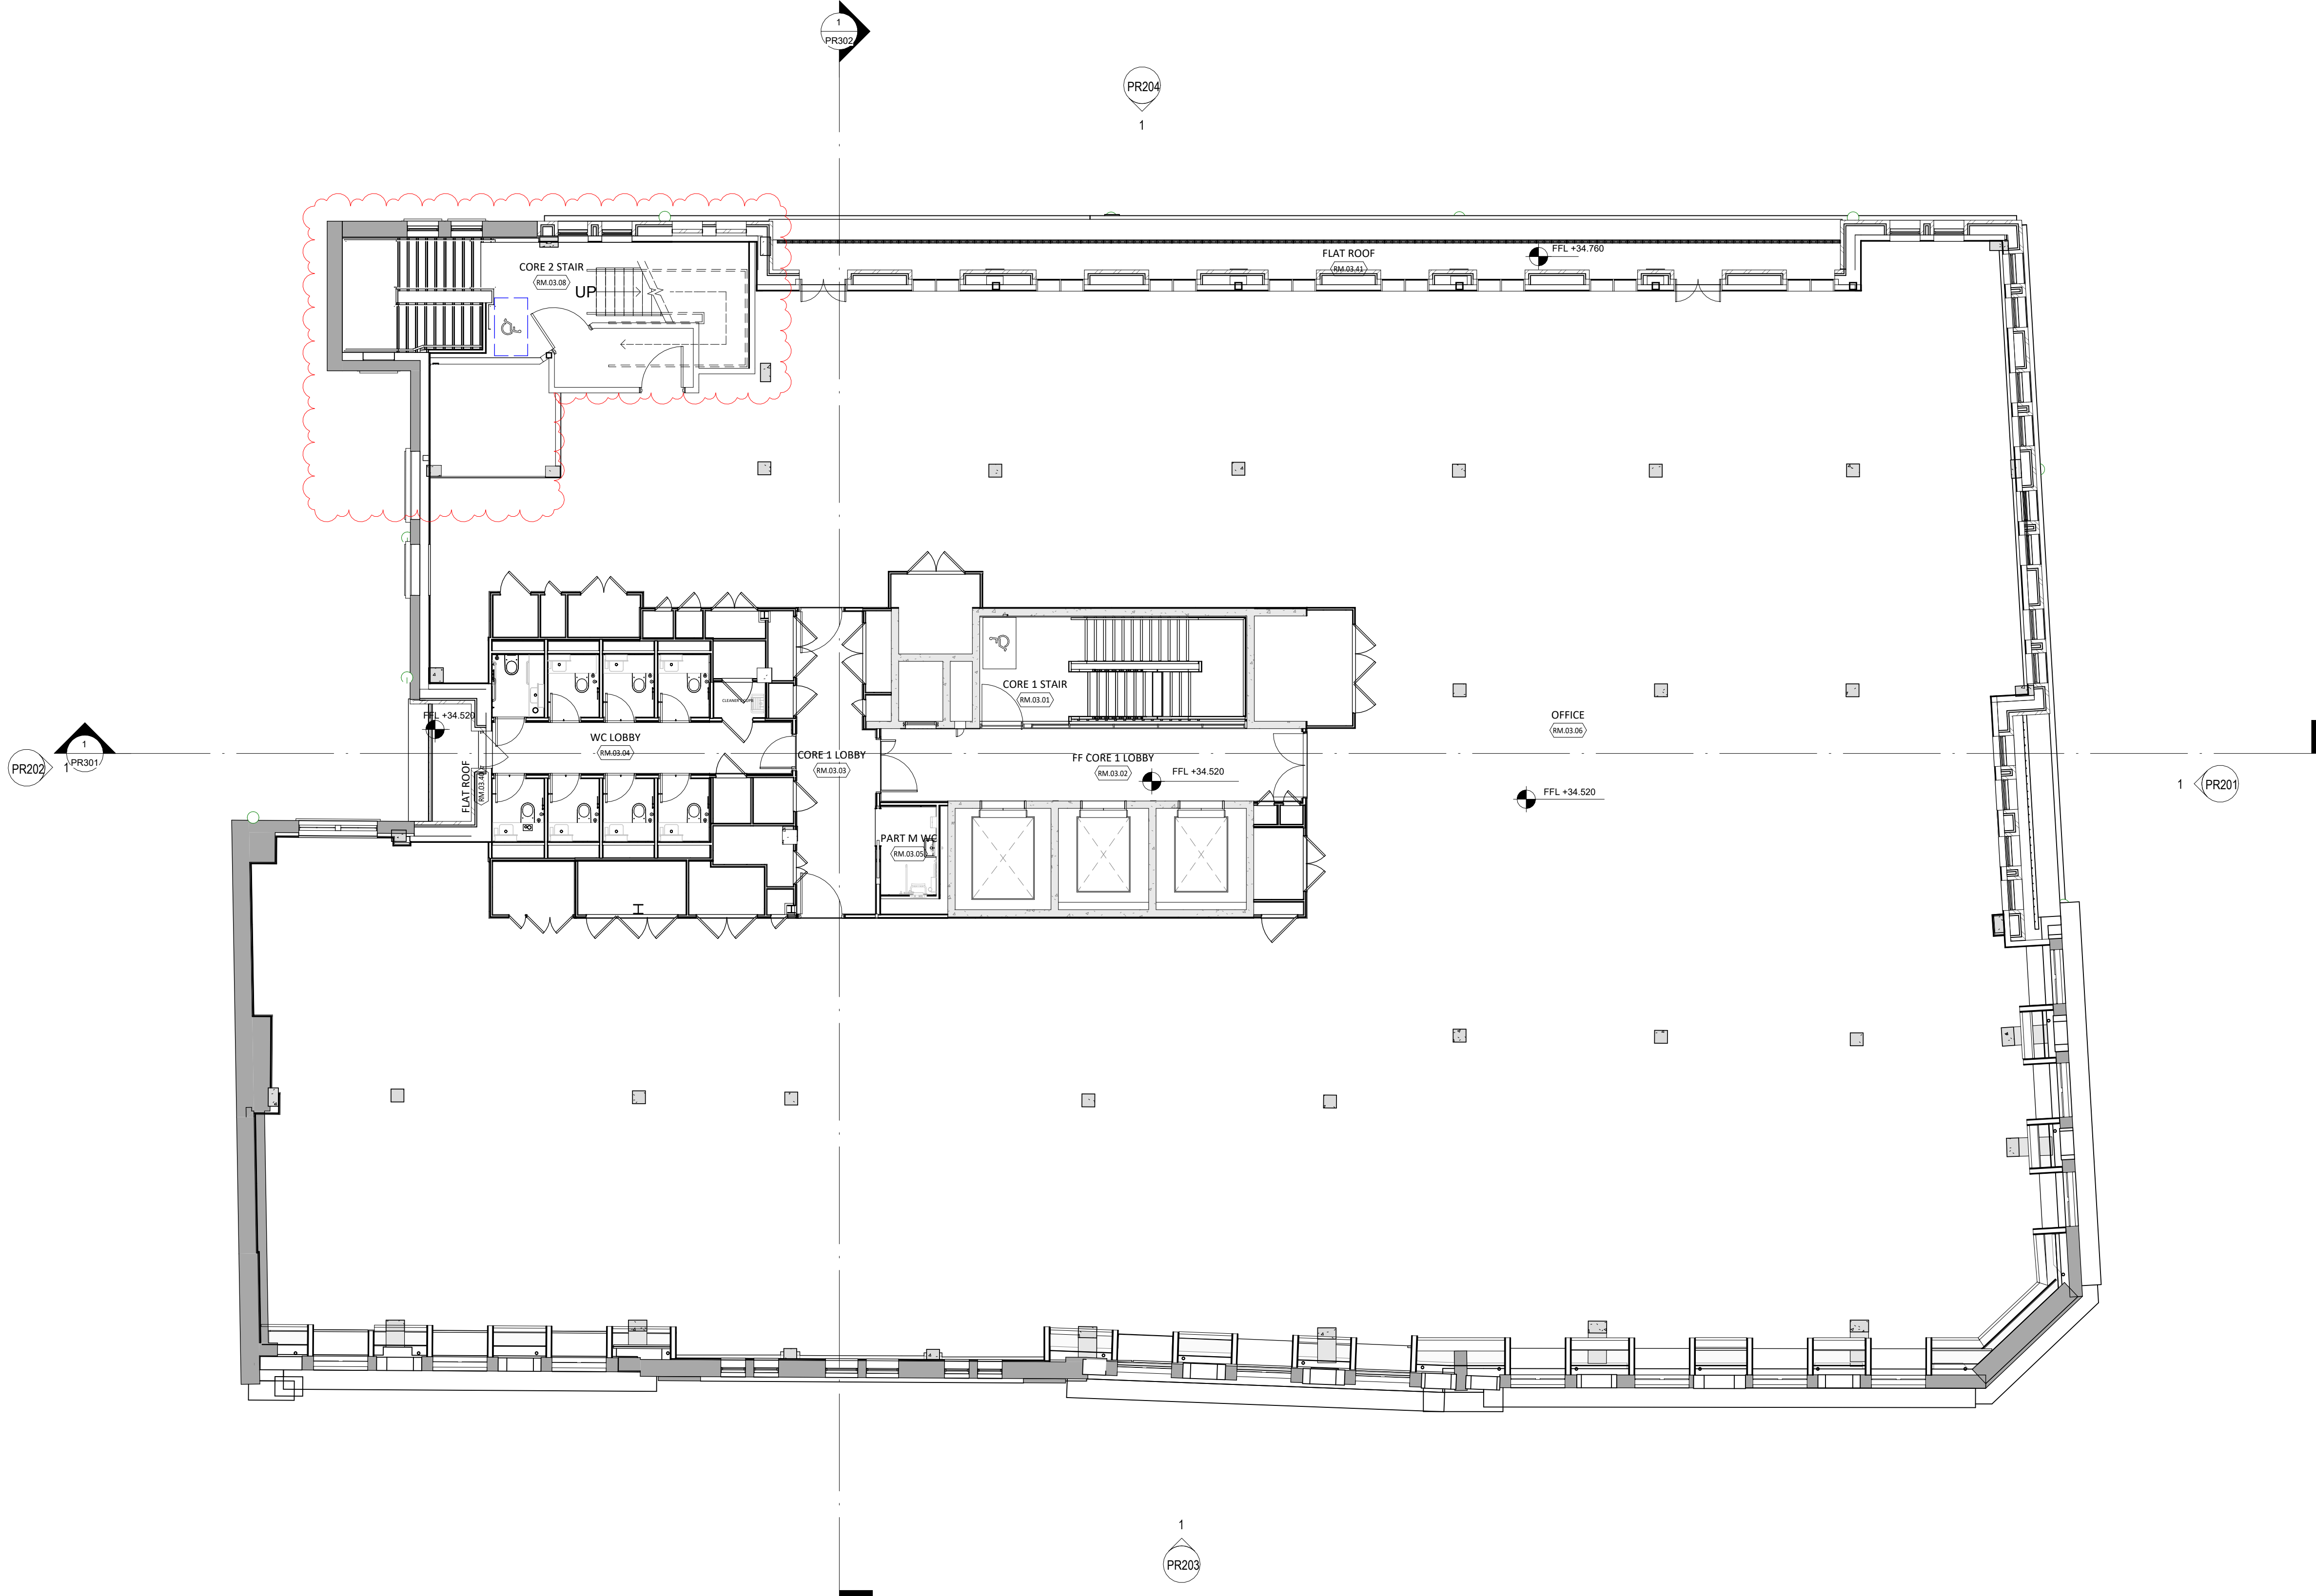 1
PR302
PR204
1
CORE 2 STAIR
RM.03.08
UP
FLAT ROOF
RM.03.41
FFL +34.760
CORE 1 STAIR
RM.03.01
FFL +34.520
WC LOBBY
RM.03.04
CORE 1 LOBBY
RM.03.03
FF CORE 1 LOBBY
RM.03.02
FFL +34.520
OFFICE
RM.03.06
FFL +34.520
1
PR301
PR202
1
FLAT ROOF
PART M WC
RM.03.05
1
PR201
1
PR203